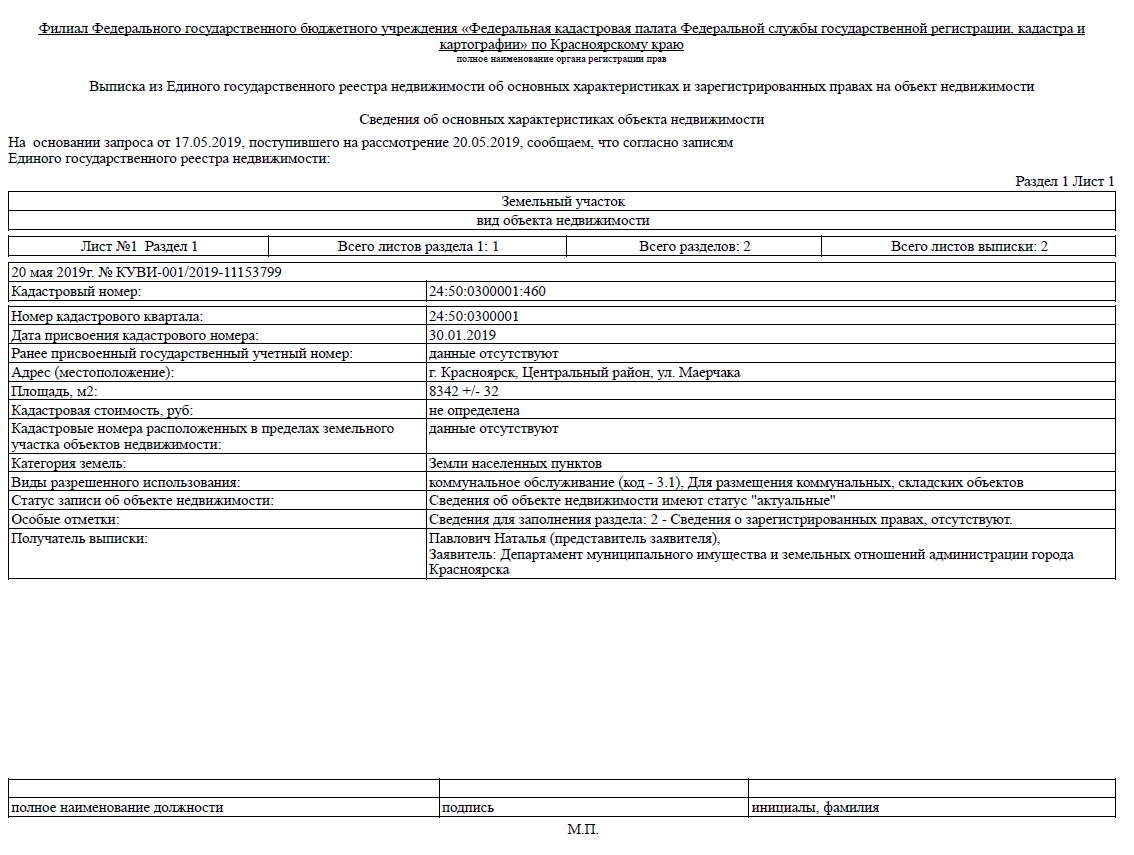 Филиал Федерального государственного бюджетного учреждения «Федеральная кадастровая палата Федеральной службы государственной регистрации, кадастра и
картографии» по Красноярскому краю
полное наименование органа регистрации прав
Выписка из Единого государственного реестра недвижимости об основных характеристиках и зарегистрированных правах на объект недвижимости
Сведения об основных характеристиках объекта недвижимости
На основании запроса от 17.05.2019, поступившего на рассмотрение 20.05.2019, сообщаем, что согласно записям
Единого государственного реестра недвижимости:
Раздел 1 Лист 1
Земельный участок
вид объекта недвижимости
Лист №1 Раздел 1 Всего листов раздела 1: 1 Всего разделов: 2 Всего листов выписки: 2
20 мая 2019г. № КУВИ-001/2019-11153799
Кадастровый номер: 24:50:0300001:460
Номер кадастрового квартала: 24:50:0300001
Дата присвоения кадастрового номера: 30.01.2019
Ранее присвоенный государственный учетный номер: данные отсутствуют
Адрес (местоположение): г. Красноярск, Центральный район, ул. Маерчака
Площадь, м2: 8342 +/- 32
Кадастровая стоимость, руб: не определена
Кадастровые номера расположенных в пределах земельного данные отсутствуют
участка объектов недвижимости:
Категория земель: Земли населенных пунктов
Виды разрешенного использования: коммунальное обслуживание (код - 3.1), Для размещения коммунальных, складских объектов
Статус записи об объекте недвижимости: Сведения об объекте недвижимости имеют статус "актуальные"
Особые отметки: Сведения для заполнения раздела: 2 - Сведения о зарегистрированных правах, отсутствуют.
Получатель выписки: Павлович Наталья (представитель заявителя),
Заявитель: Департамент муниципального имущества и земельных отношений администрации города
Красноярска
полное наименование должности подпись инициалы, фамилия
М.П.